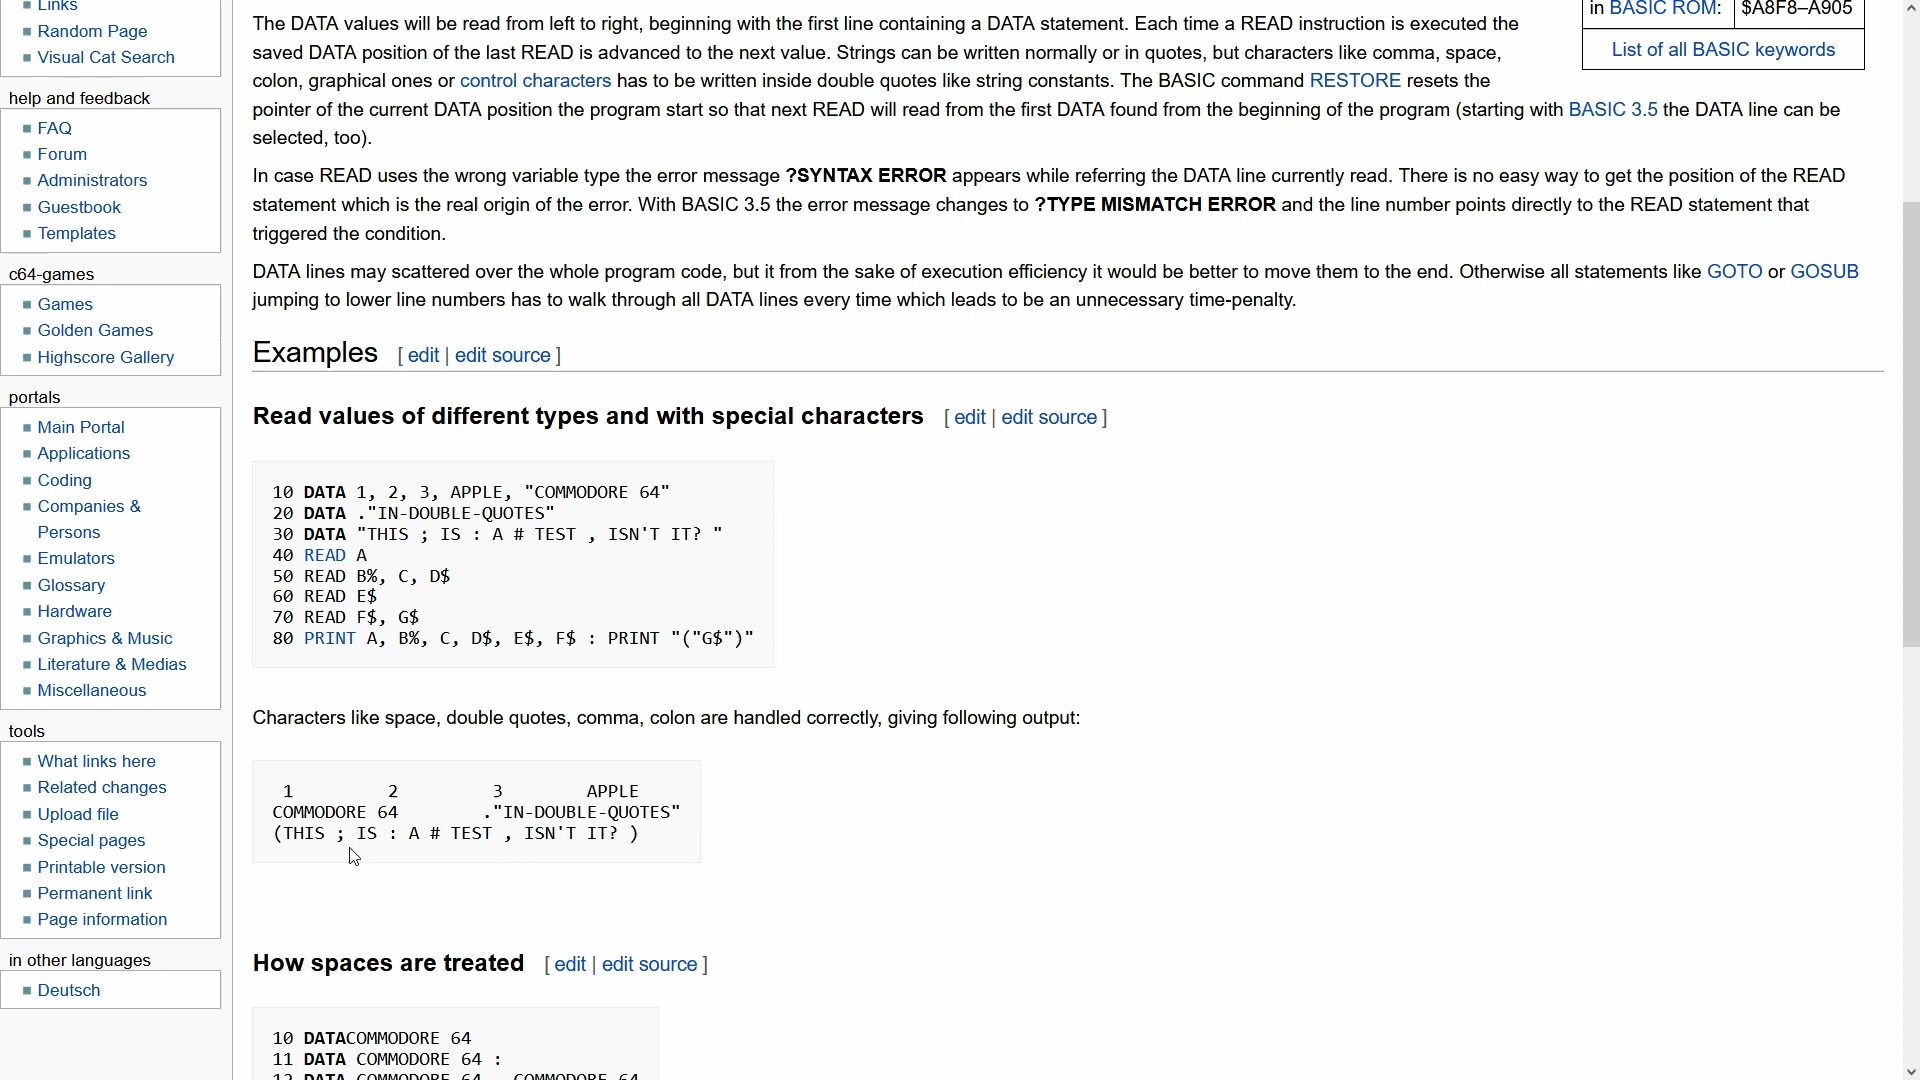 Links
Random Page
Visual Cat Search
help and feedback
FAQ
Forum
Administrators
Guestbook
Templates
c64-games
Games
Golden Games
Highscore Gallery
portals
Main Portal
Applications
Coding
Companies &
Persons
Emulators
Glossary
Hardware
Graphics & Music
Literature & Medias
Miscellaneous
tools
What links here
Related changes
Upload file
Special pages
Printable version
Permanent link
Page information
in other languages
Deutsch
in BASIC ROM: $A8F8–A905
List of all BASIC keywords
The DATA values will be read from left to right, beginning with the first line containing a DATA statement. Each time a READ instruction is executed the
saved DATA position of the last READ is advanced to the next value. Strings can be written normally or in quotes, but characters like comma, space,
colon, graphical ones or control characters has to be written inside double quotes like string constants. The BASIC command RESTORE resets the
pointer of the current DATA position the program start so that next READ will read from the first DATA found from the beginning of the program (starting with BASIC 3.5 the DATA line can be
selected, too).
In case READ uses the wrong variable type the error message ?SYNTAX ERROR appears while referring the DATA line currently read. There is no easy way to get the position of the READ
statement which is the real origin of the error. With BASIC 3.5 the error message changes to ?TYPE MISMATCH ERROR and the line number points directly to the READ statement that
triggered the condition.
DATA lines may scattered over the whole program code, but it from the sake of execution efficiency it would be better to move them to the end. Otherwise all statements like GOTO or GOSUB
jumping to lower line numbers has to walk through all DATA lines every time which leads to be an unnecessary time-penalty.
Examples [ edit | edit source ]
Read values of different types and with special characters [ edit | edit source ]
10 DATA 1, 2, 3, APPLE, "COMMODORE 64"
20 DATA ."IN-DOUBLE-QUOTES"
30 DATA "THIS ; IS : A # TEST , ISN'T IT? "
40 READ A
50 READ B%, C, D$
60 READ E$
70 READ F$, G$
80 PRINT A, B%, C, D$, E$, F$ : PRINT "("G$")"
Characters like space, double quotes, comma, colon are handled correctly, giving following output:
1 2 3 APPLE
COMMODORE 64 ."IN-DOUBLE-QUOTES"
(THIS ; IS : A # TEST , ISN'T IT? )
How spaces are treated [ edit | edit source ]
10 DATACOMMODORE 64
11 DATA COMMODORE 64 :
12 DATA COMMODORE 64 , COMMODORE 64